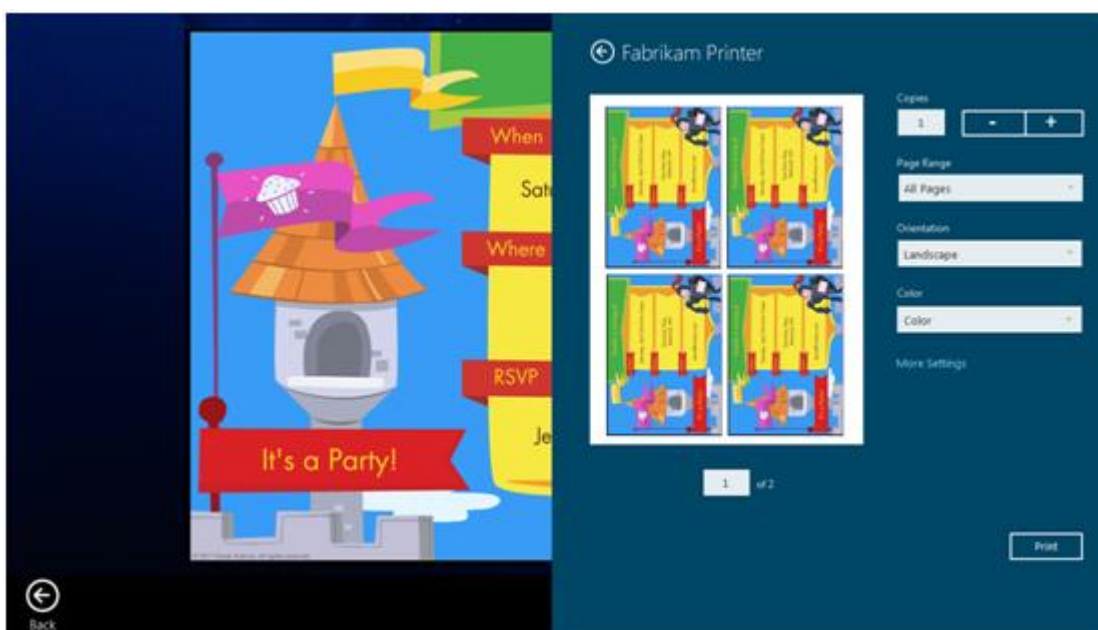 When
Satu
Where
RSVP
Je
It's a Party!
Back
Fabrikam Printer
Copies
1
- +
Page Range
All Pages
Orientation
Landscape
Color
Color
More Settings
1 of 2
Print